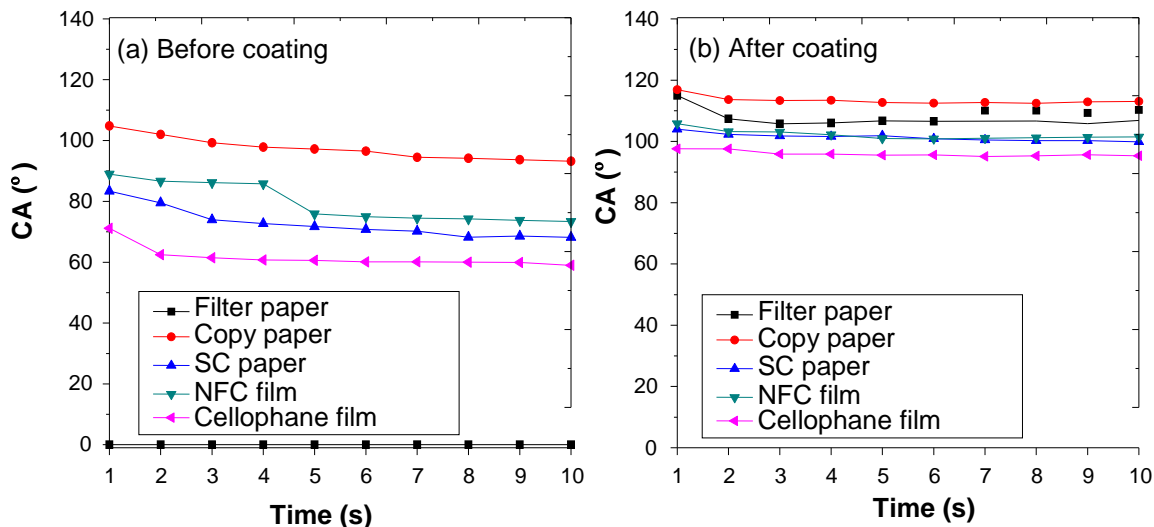 (a) Before coating
140
120
100
80
60
40
20
0
CA (º)
Filter paper
Copy paper
SC paper
NFC film
Cellophane film
1 2 3 4 5 6 7 8 9 10
Time (s)
(b) After coating
140
120
100
80
60
40
20
0
CA (º)
Filter paper
Copy paper
SC paper
NFC film
Cellophane film
1 2 3 4 5 6 7 8 9 10
Time (s)